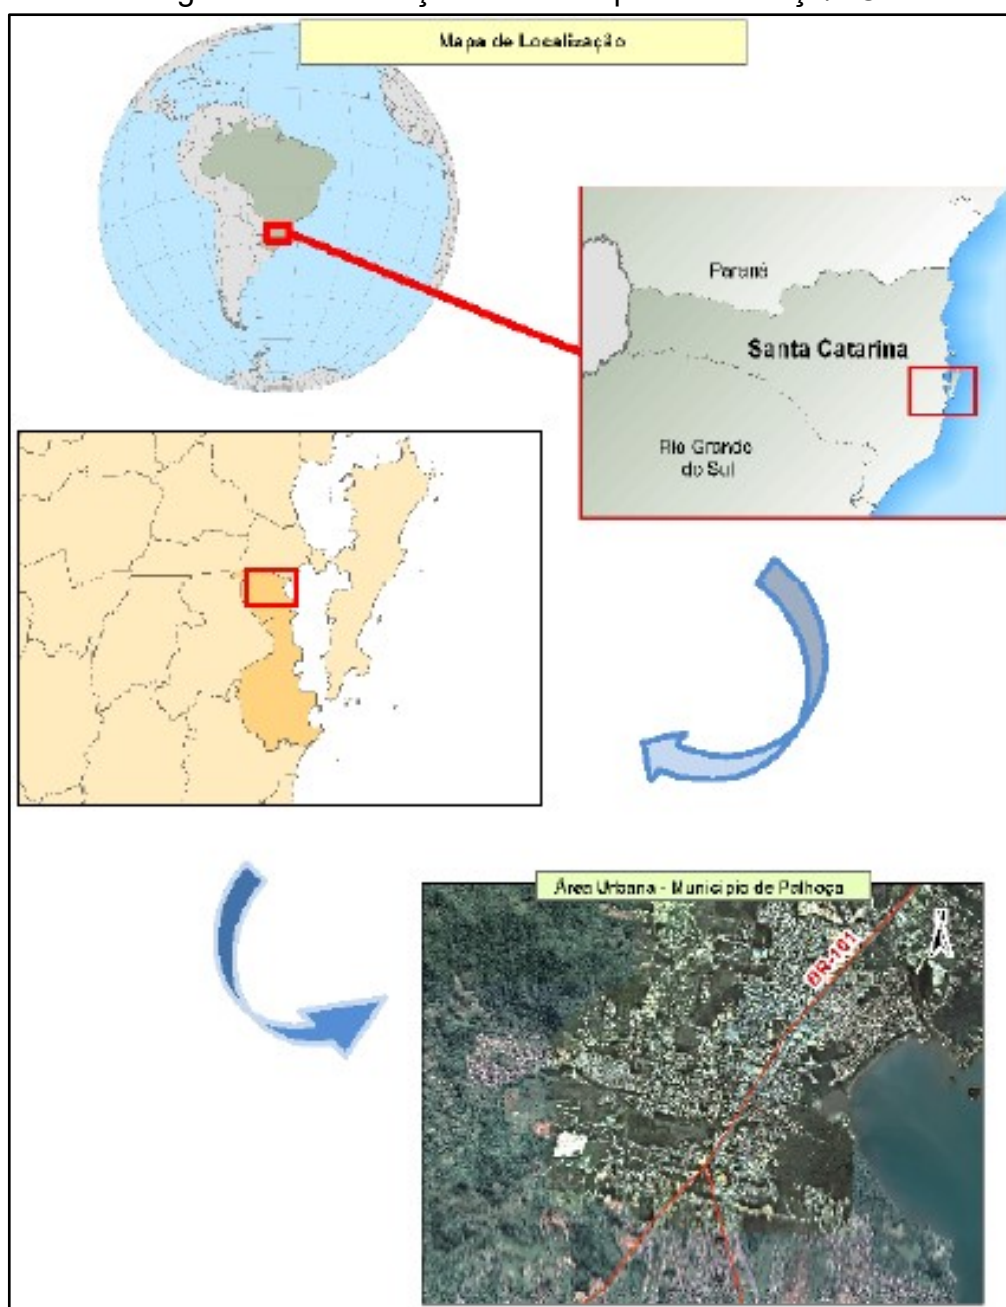 Mapa de Localização
Paraná
Santa Catarina
Rio Grande
do Sul
Área Urbana - Município de Palhoça
BR-101
N